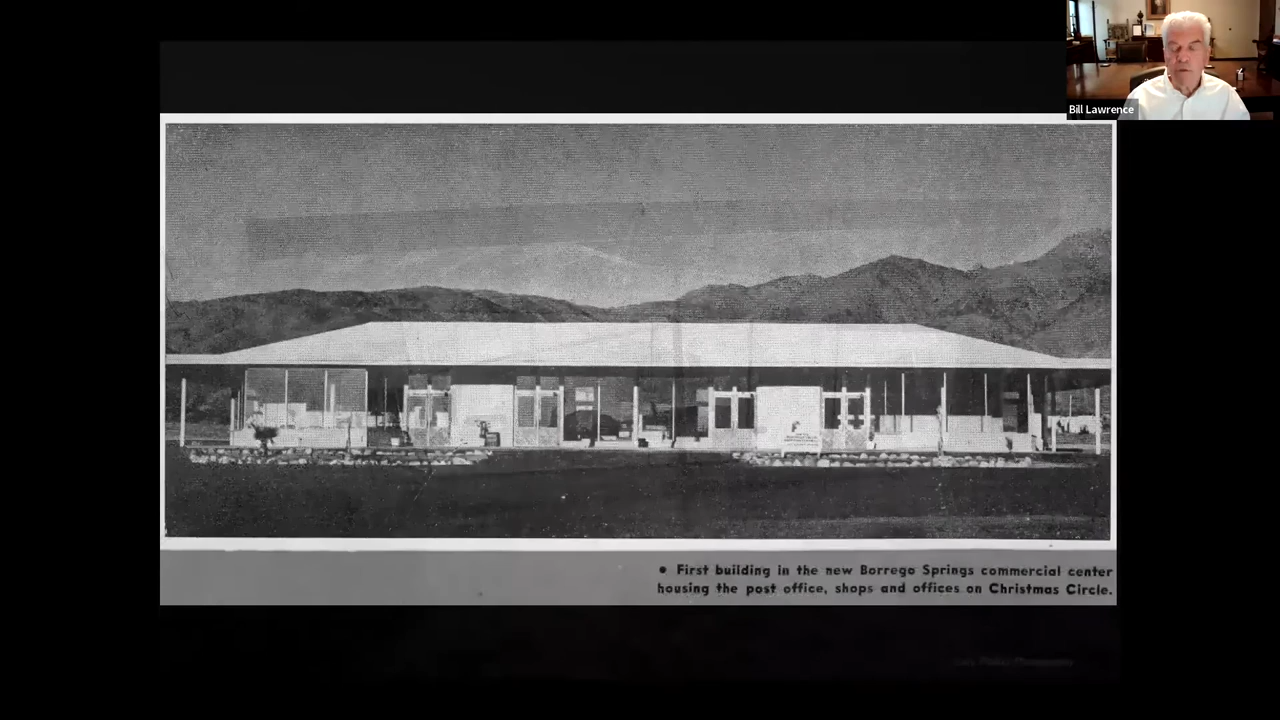 Bill Lawrence
• First building in the new Borrego Springs commercial center
housing the post office, shops and offices on Christmas Circle.